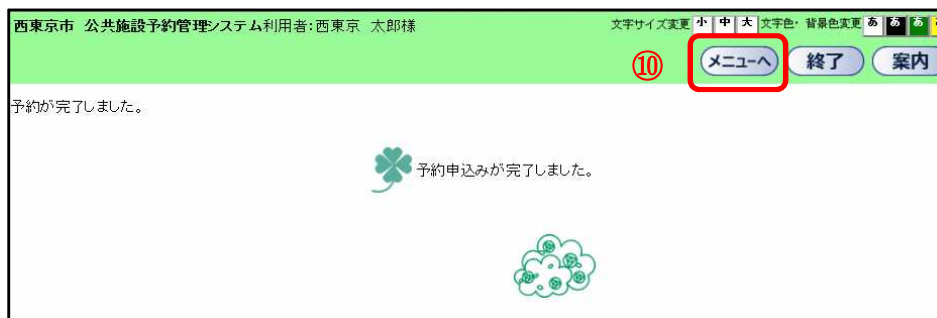 西東京市 公共施設予約管理システム利用者:西東京 太郎様 文字サイズ変更 小 中 大 文字色・背景色変更 あ あ あ
⑩ メニューへ 終了 案内
予約が完了しました。
予約申込みが完了しました。